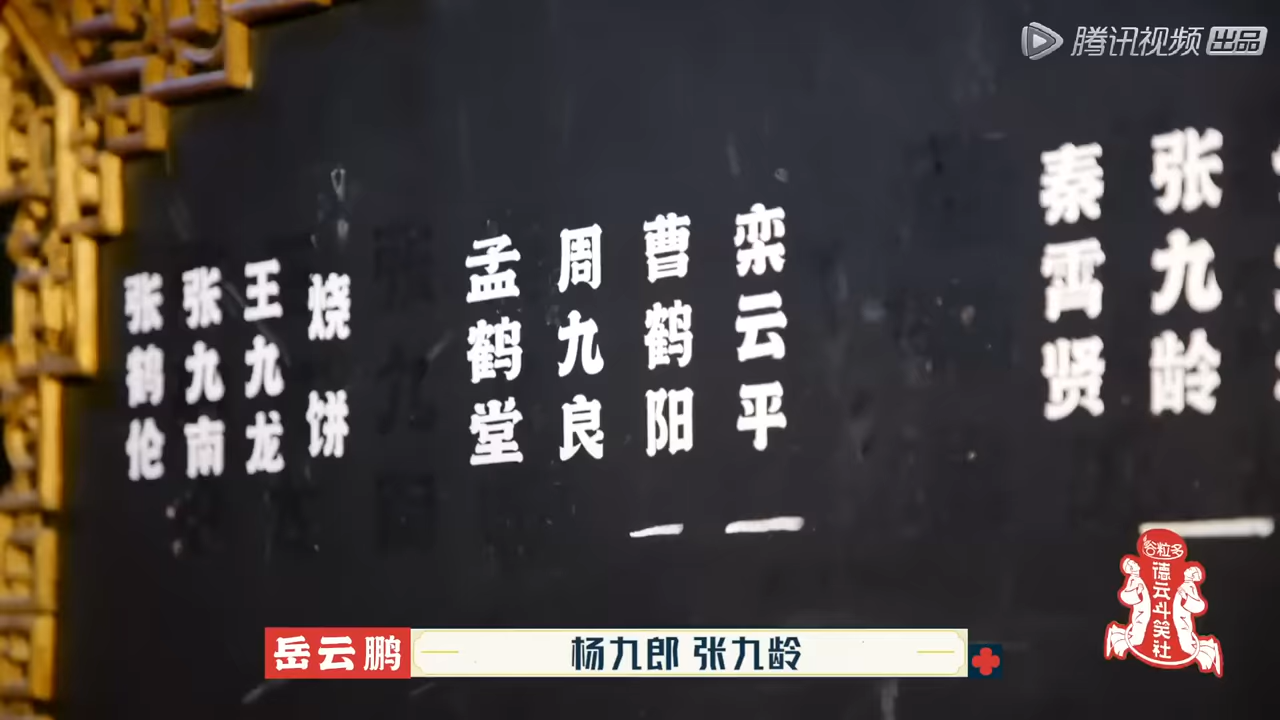 腾讯视频 出品
张鹤伦
张九南
王九龙
烧饼
孟鹤堂
周九良
曹鹤阳
栾云平
秦霄贤
张九龄
谷粒多
德云斗笑社
岳云鹏
杨九郎 张九龄